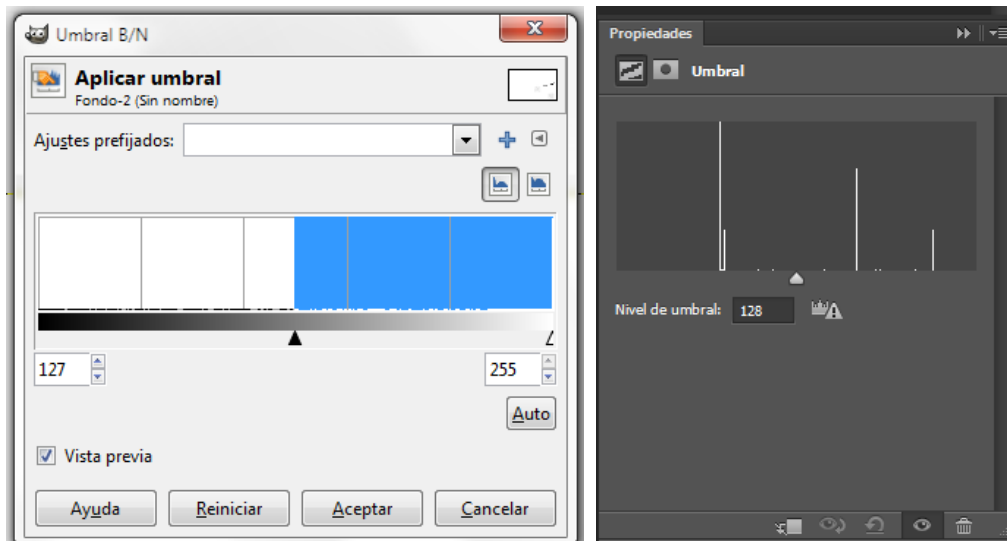 Umbral B/N
Aplicar umbral
Fondo-2 (Sin nombre)
Ajustes prefijados:
127
255
Auto
Vista previa
Ayuda
Reiniciar
Aceptar
Cancelar
Propiedades
Umbral
Nivel de umbral: 128